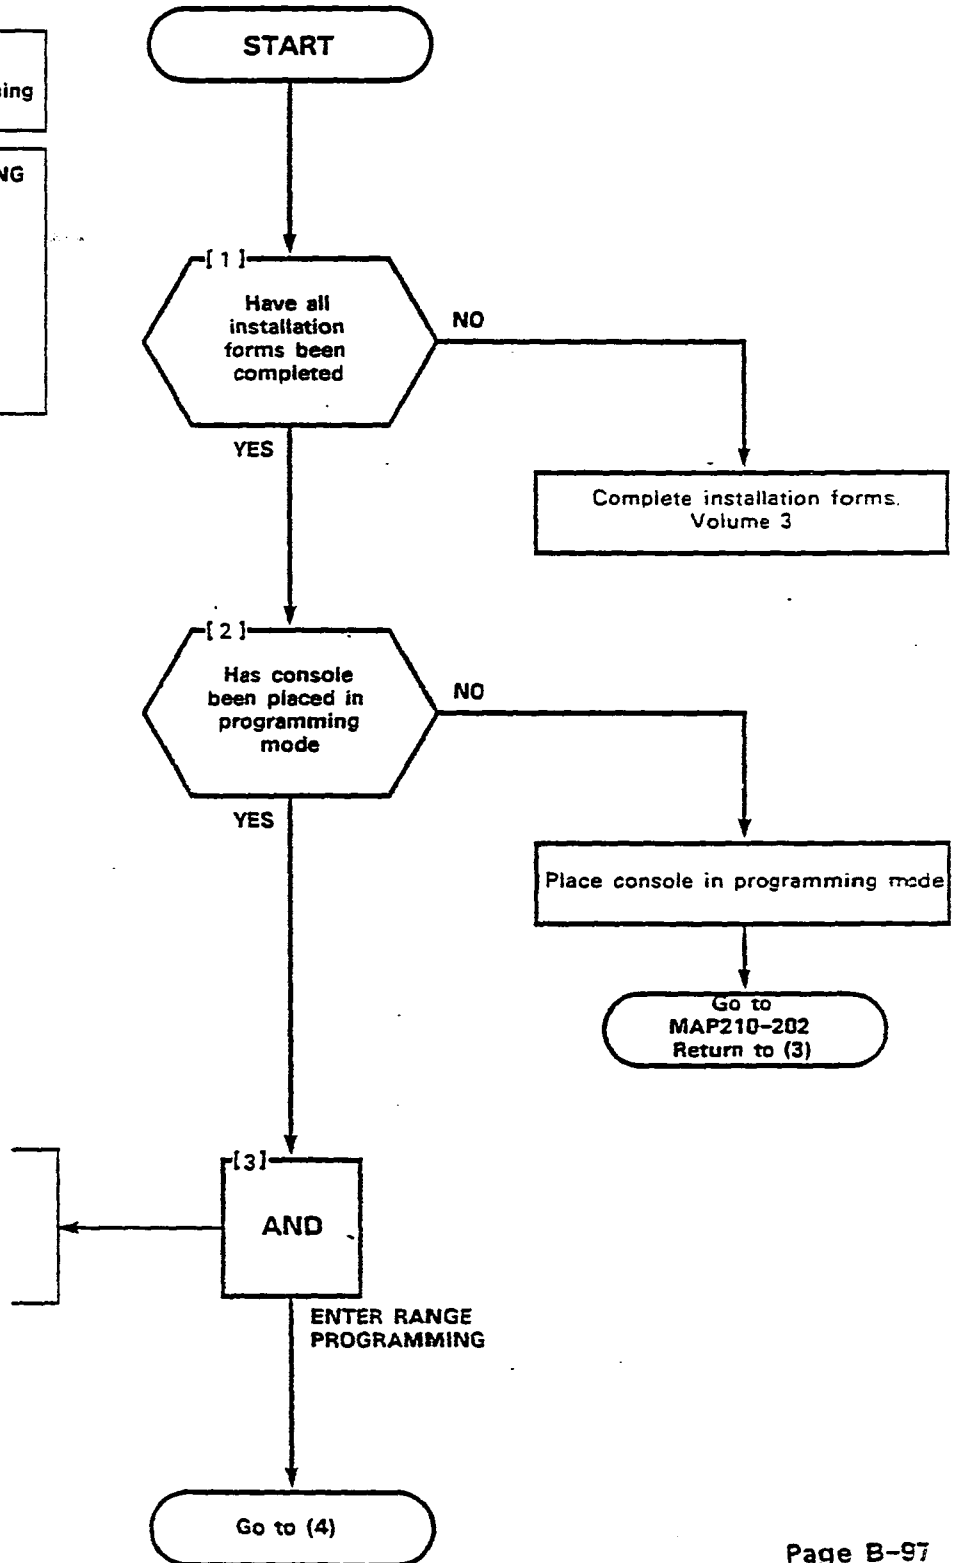 START
[1]
Have all
installation
forms been
completed
NO
YES
Complete installation forms.
Volume 3
[2]
Has console
been placed in
programming
mode
NO
YES
Place console in programming mode
Go to
MAP210-202
Return to (3)
[3]
AND
ENTER RANGE
PROGRAMMING
Go to (4)
Page B-97